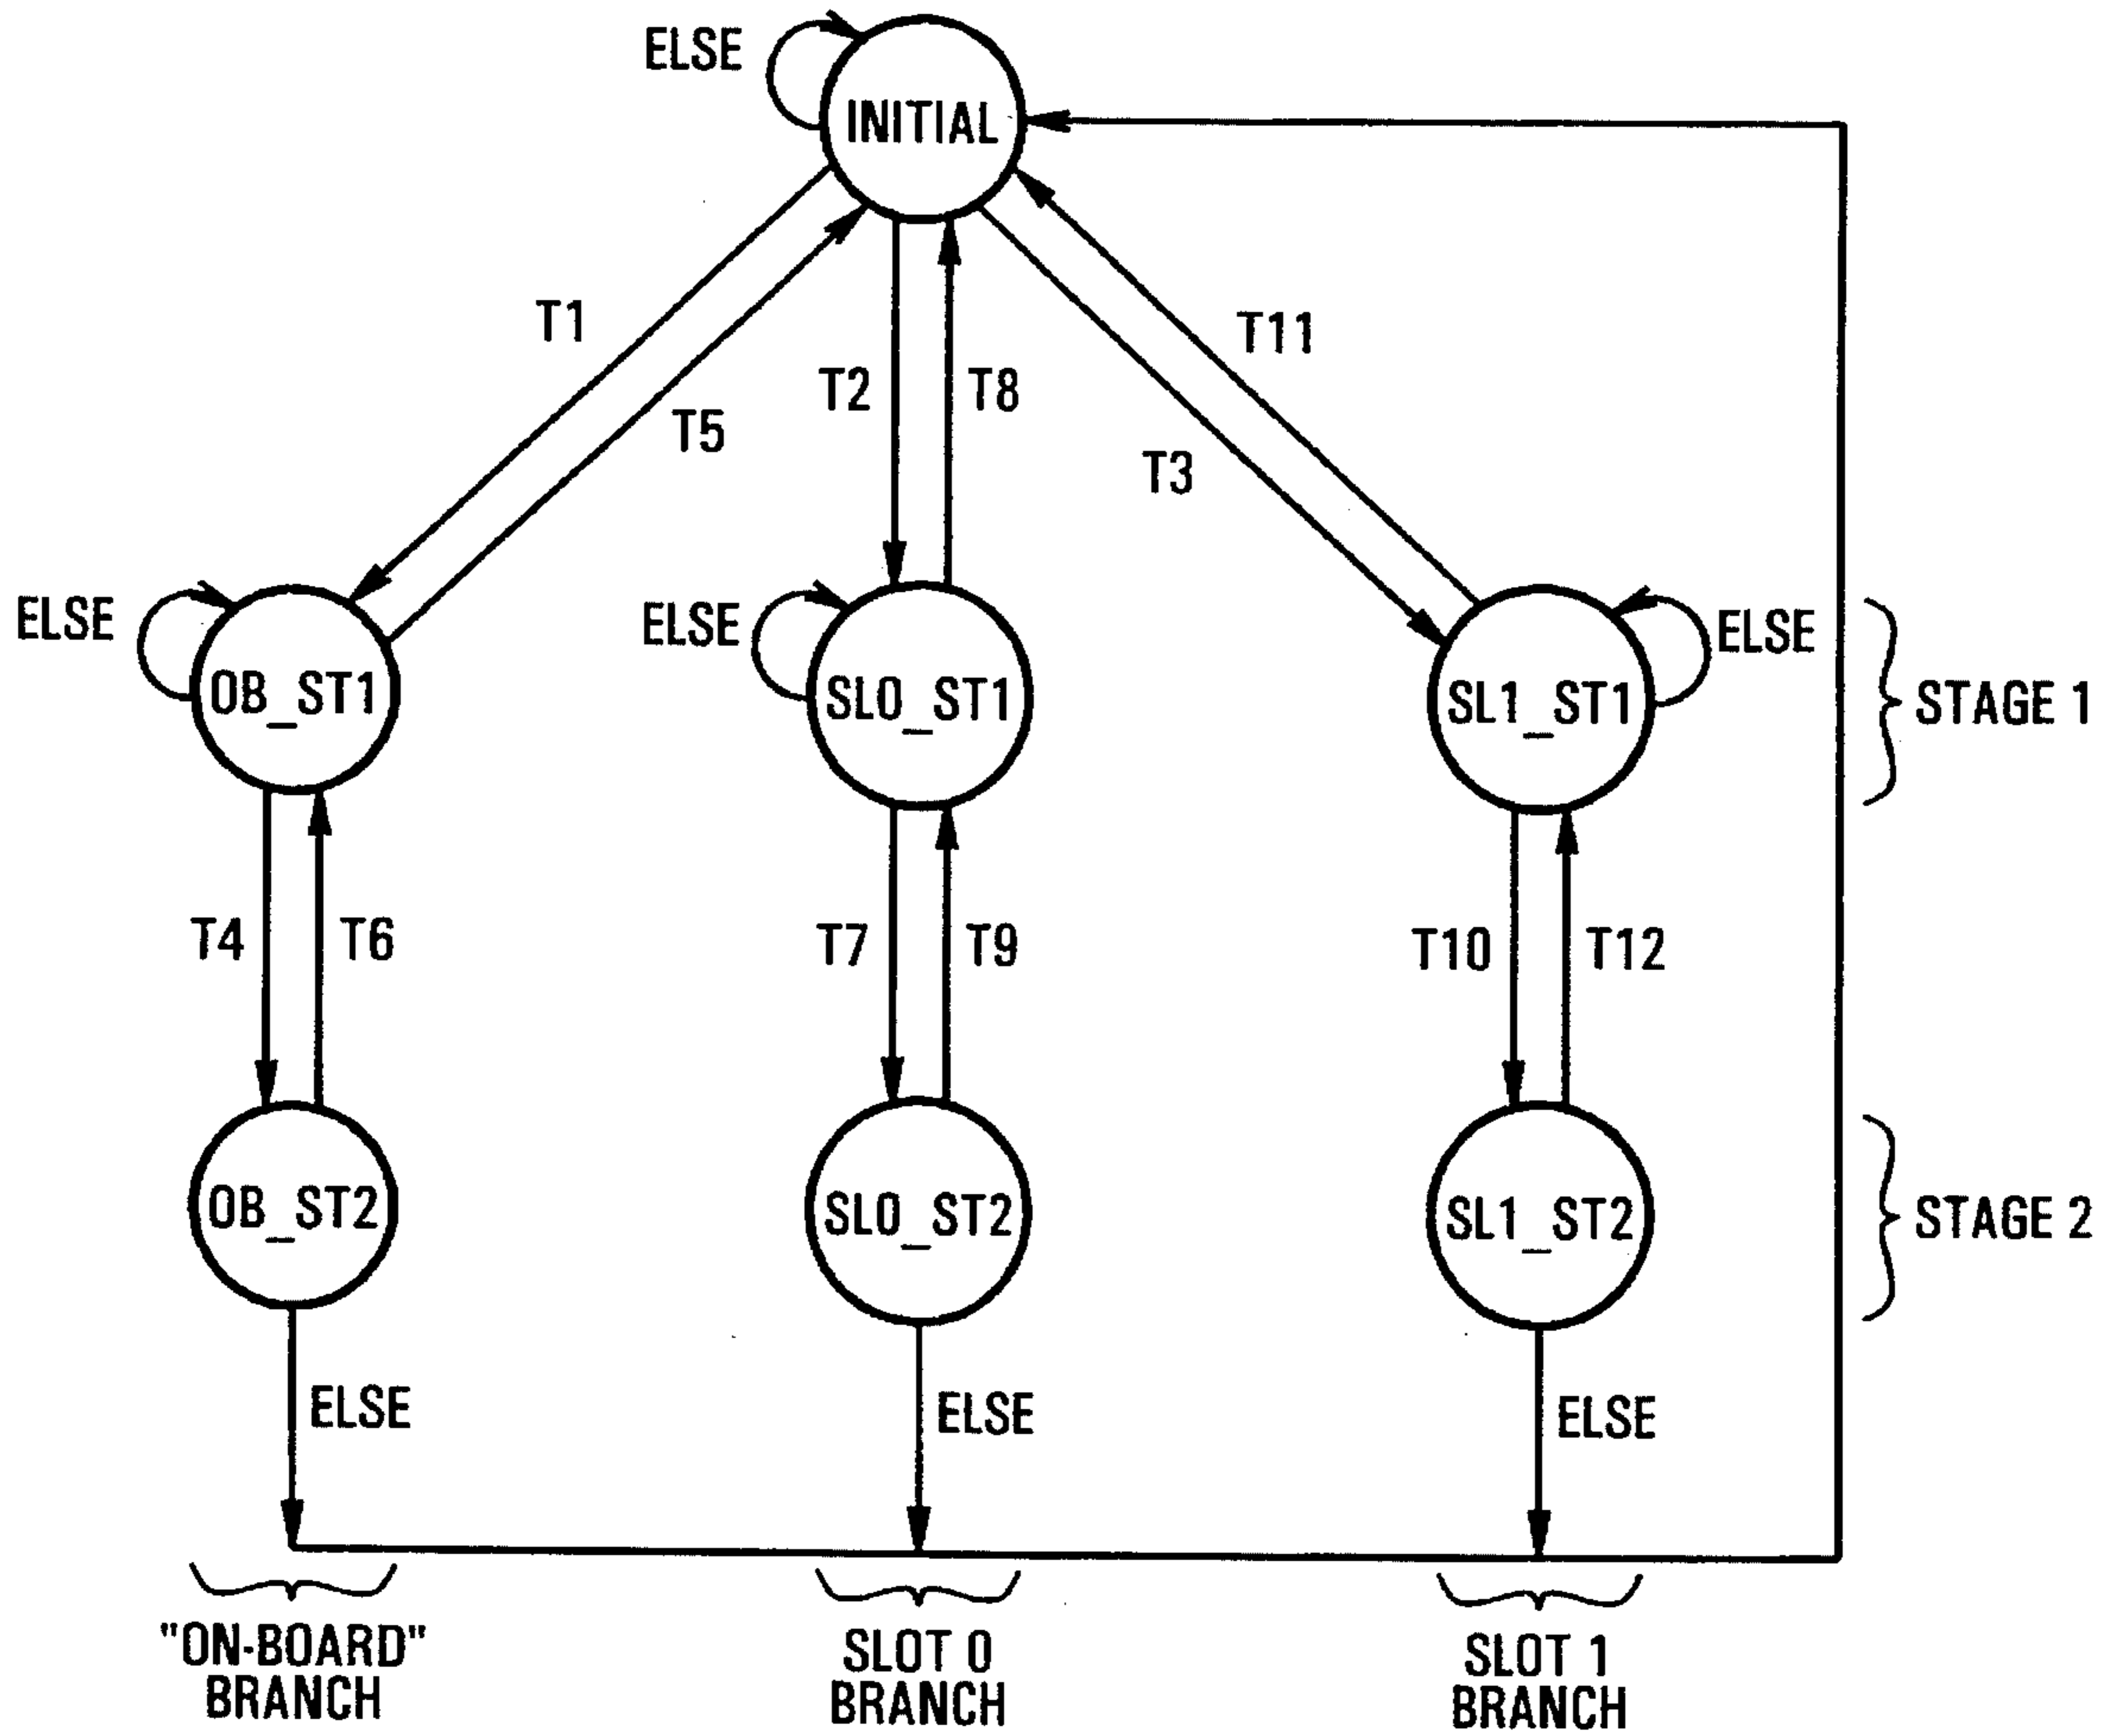 ELSE
INITIAL
T1
T5
T2
T8
T11
T3
ELSE
OB_ST1
ELSE
SL0_ST1
SL1_ST1
ELSE
STAGE 1
T4
T6
T7
T9
T10
T12
OB_ST2
SL0_ST2
SL1_ST2
STAGE 2
ELSE
ELSE
ELSE
"ON-BOARD"
BRANCH
SLOT 0
BRANCH
SLOT 1
BRANCH